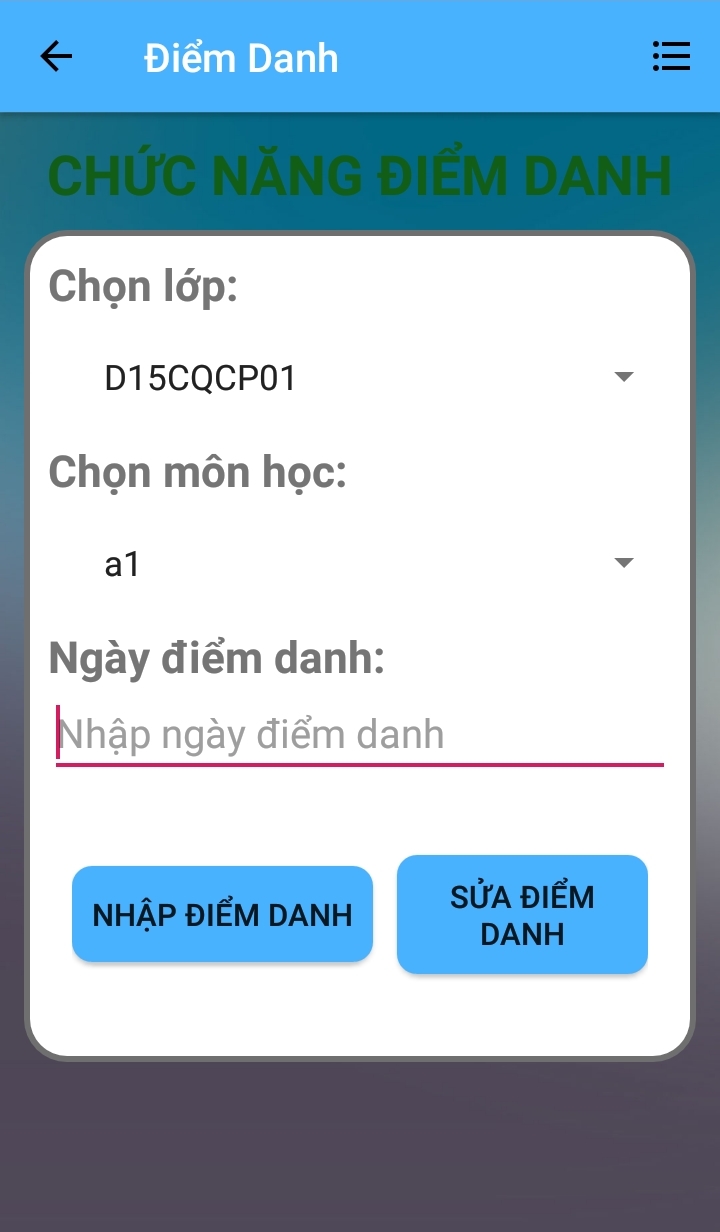 Điểm Danh
CHỨC NĂNG ĐIỂM DANH
Chọn lớp:
D15CQCP01
Chọn môn học:
a1
Ngày điểm danh:
Nhập ngày điểm danh
NHẬP ĐIỂM DANH
SỬA ĐIỂM
DANH